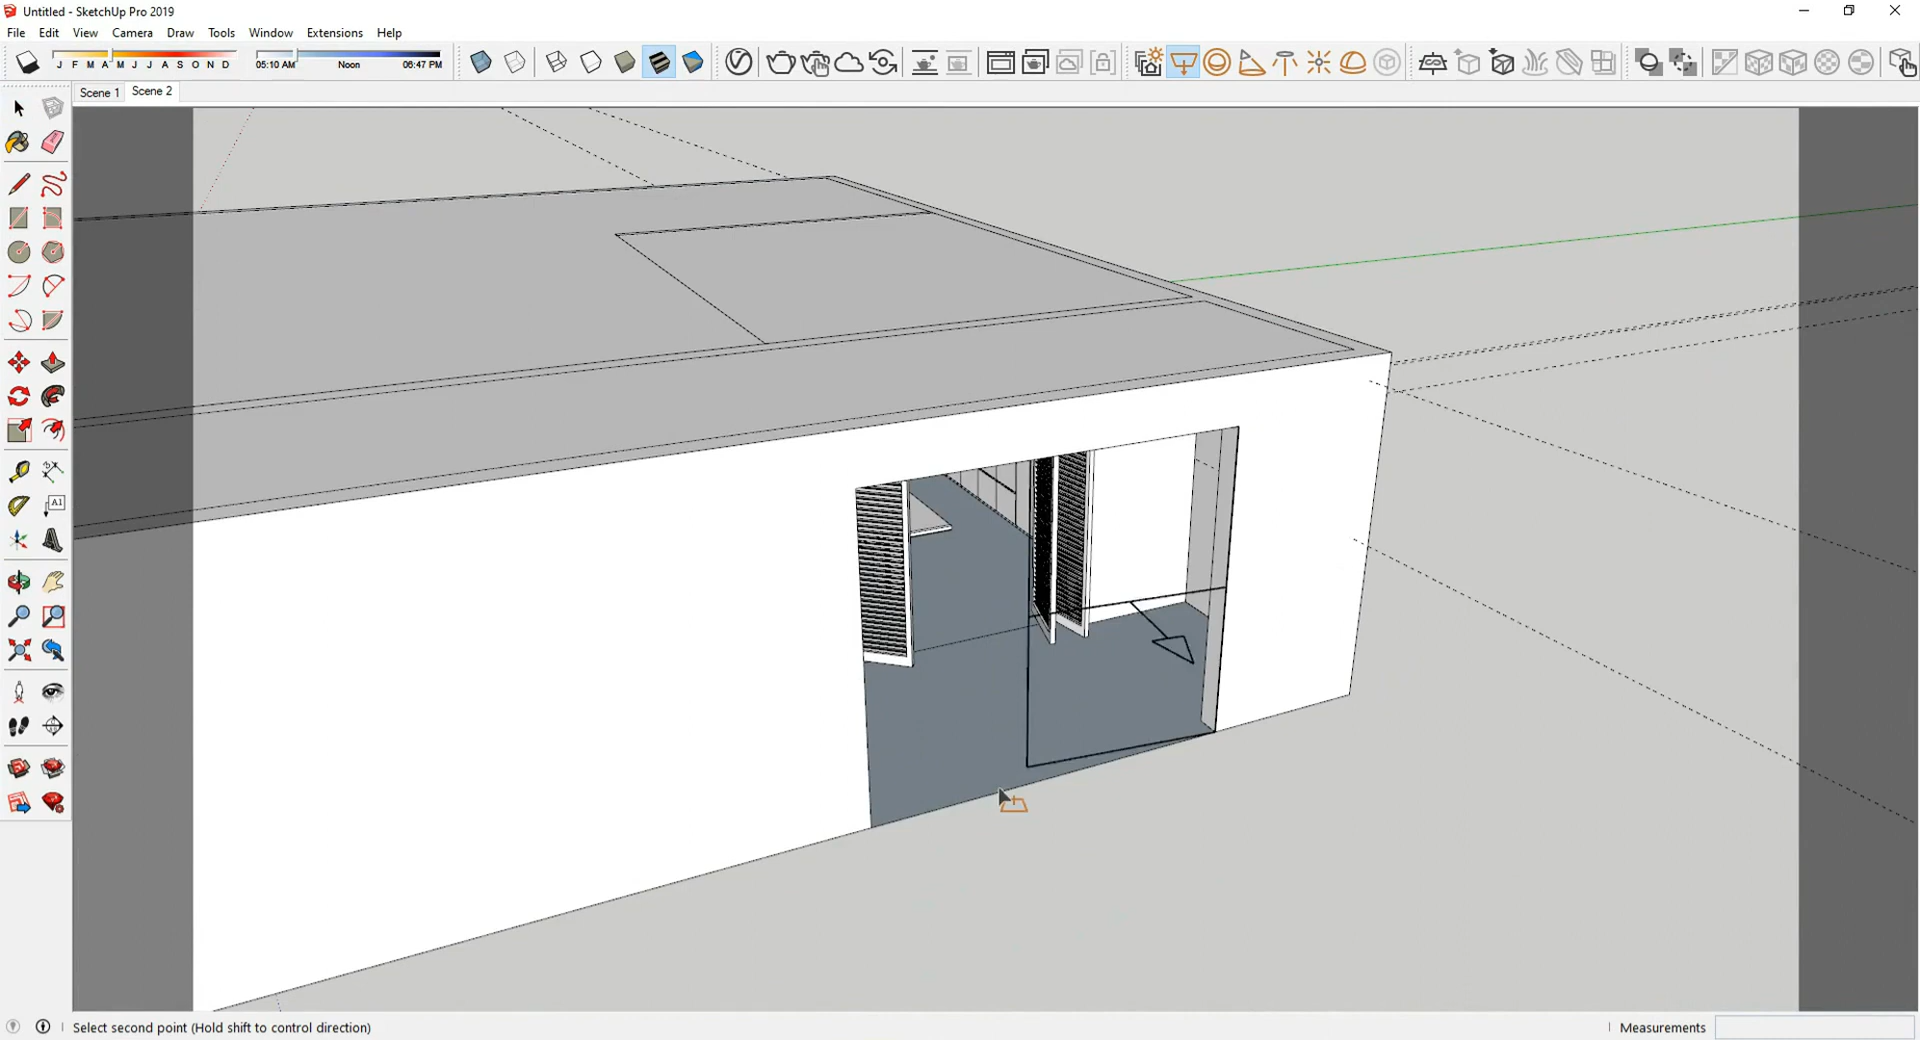 Untitled - SketchUp Pro 2019
File Edit View Camera Draw Tools Window Extensions Help
J F M A M J J A S O N D
05:10 AM Noon 06:47 PM
Scene 1 Scene 2
A1
Select second point (Hold shift to control direction)
Measurements